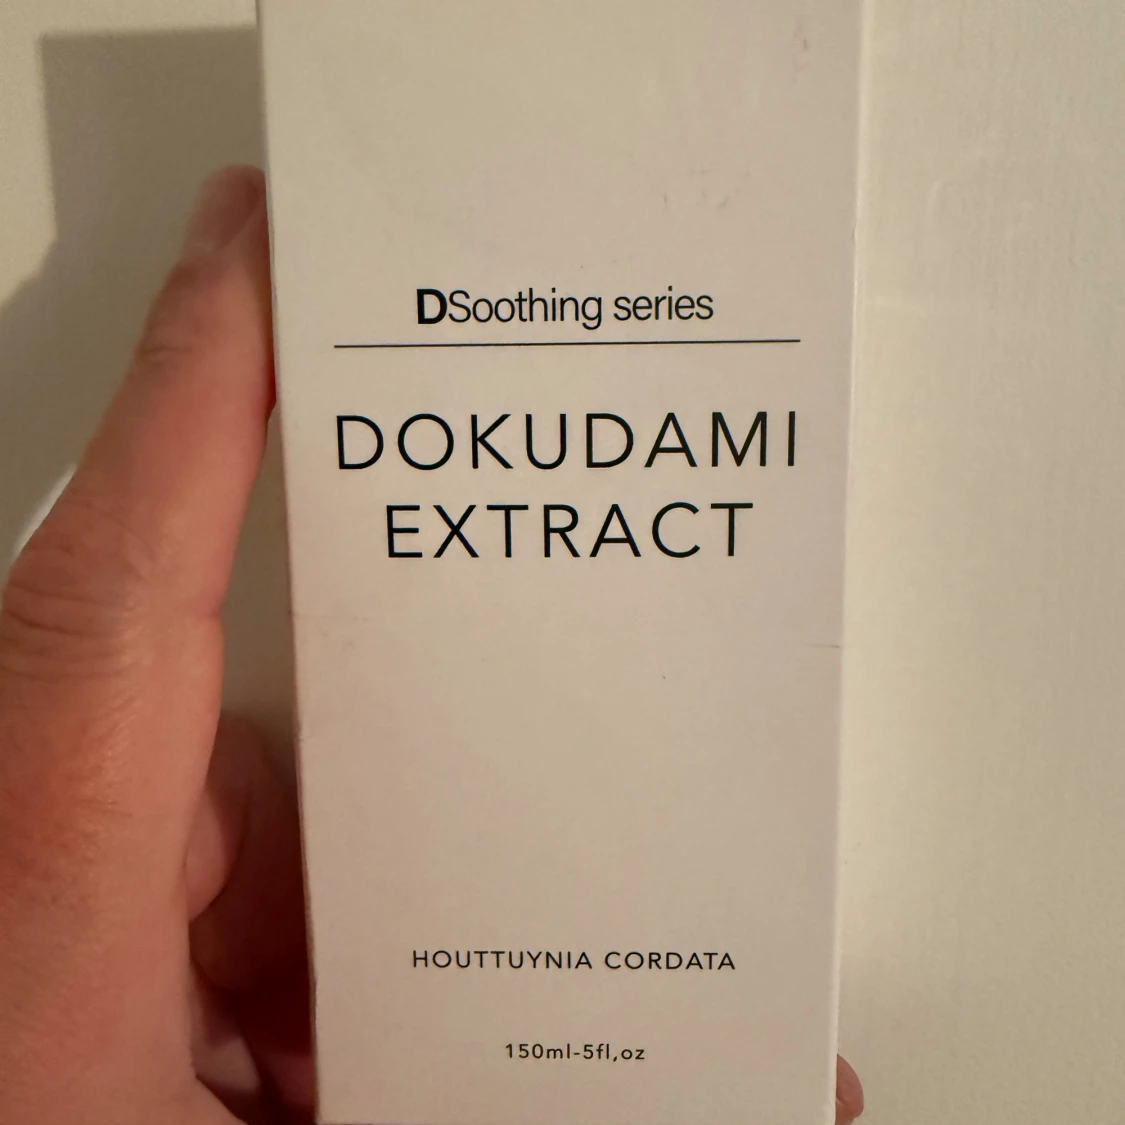 DSoothing series
DOKUDAMI
EXTRACT
HOUTTUYNIA CORDATA
150ml-5fl,oz